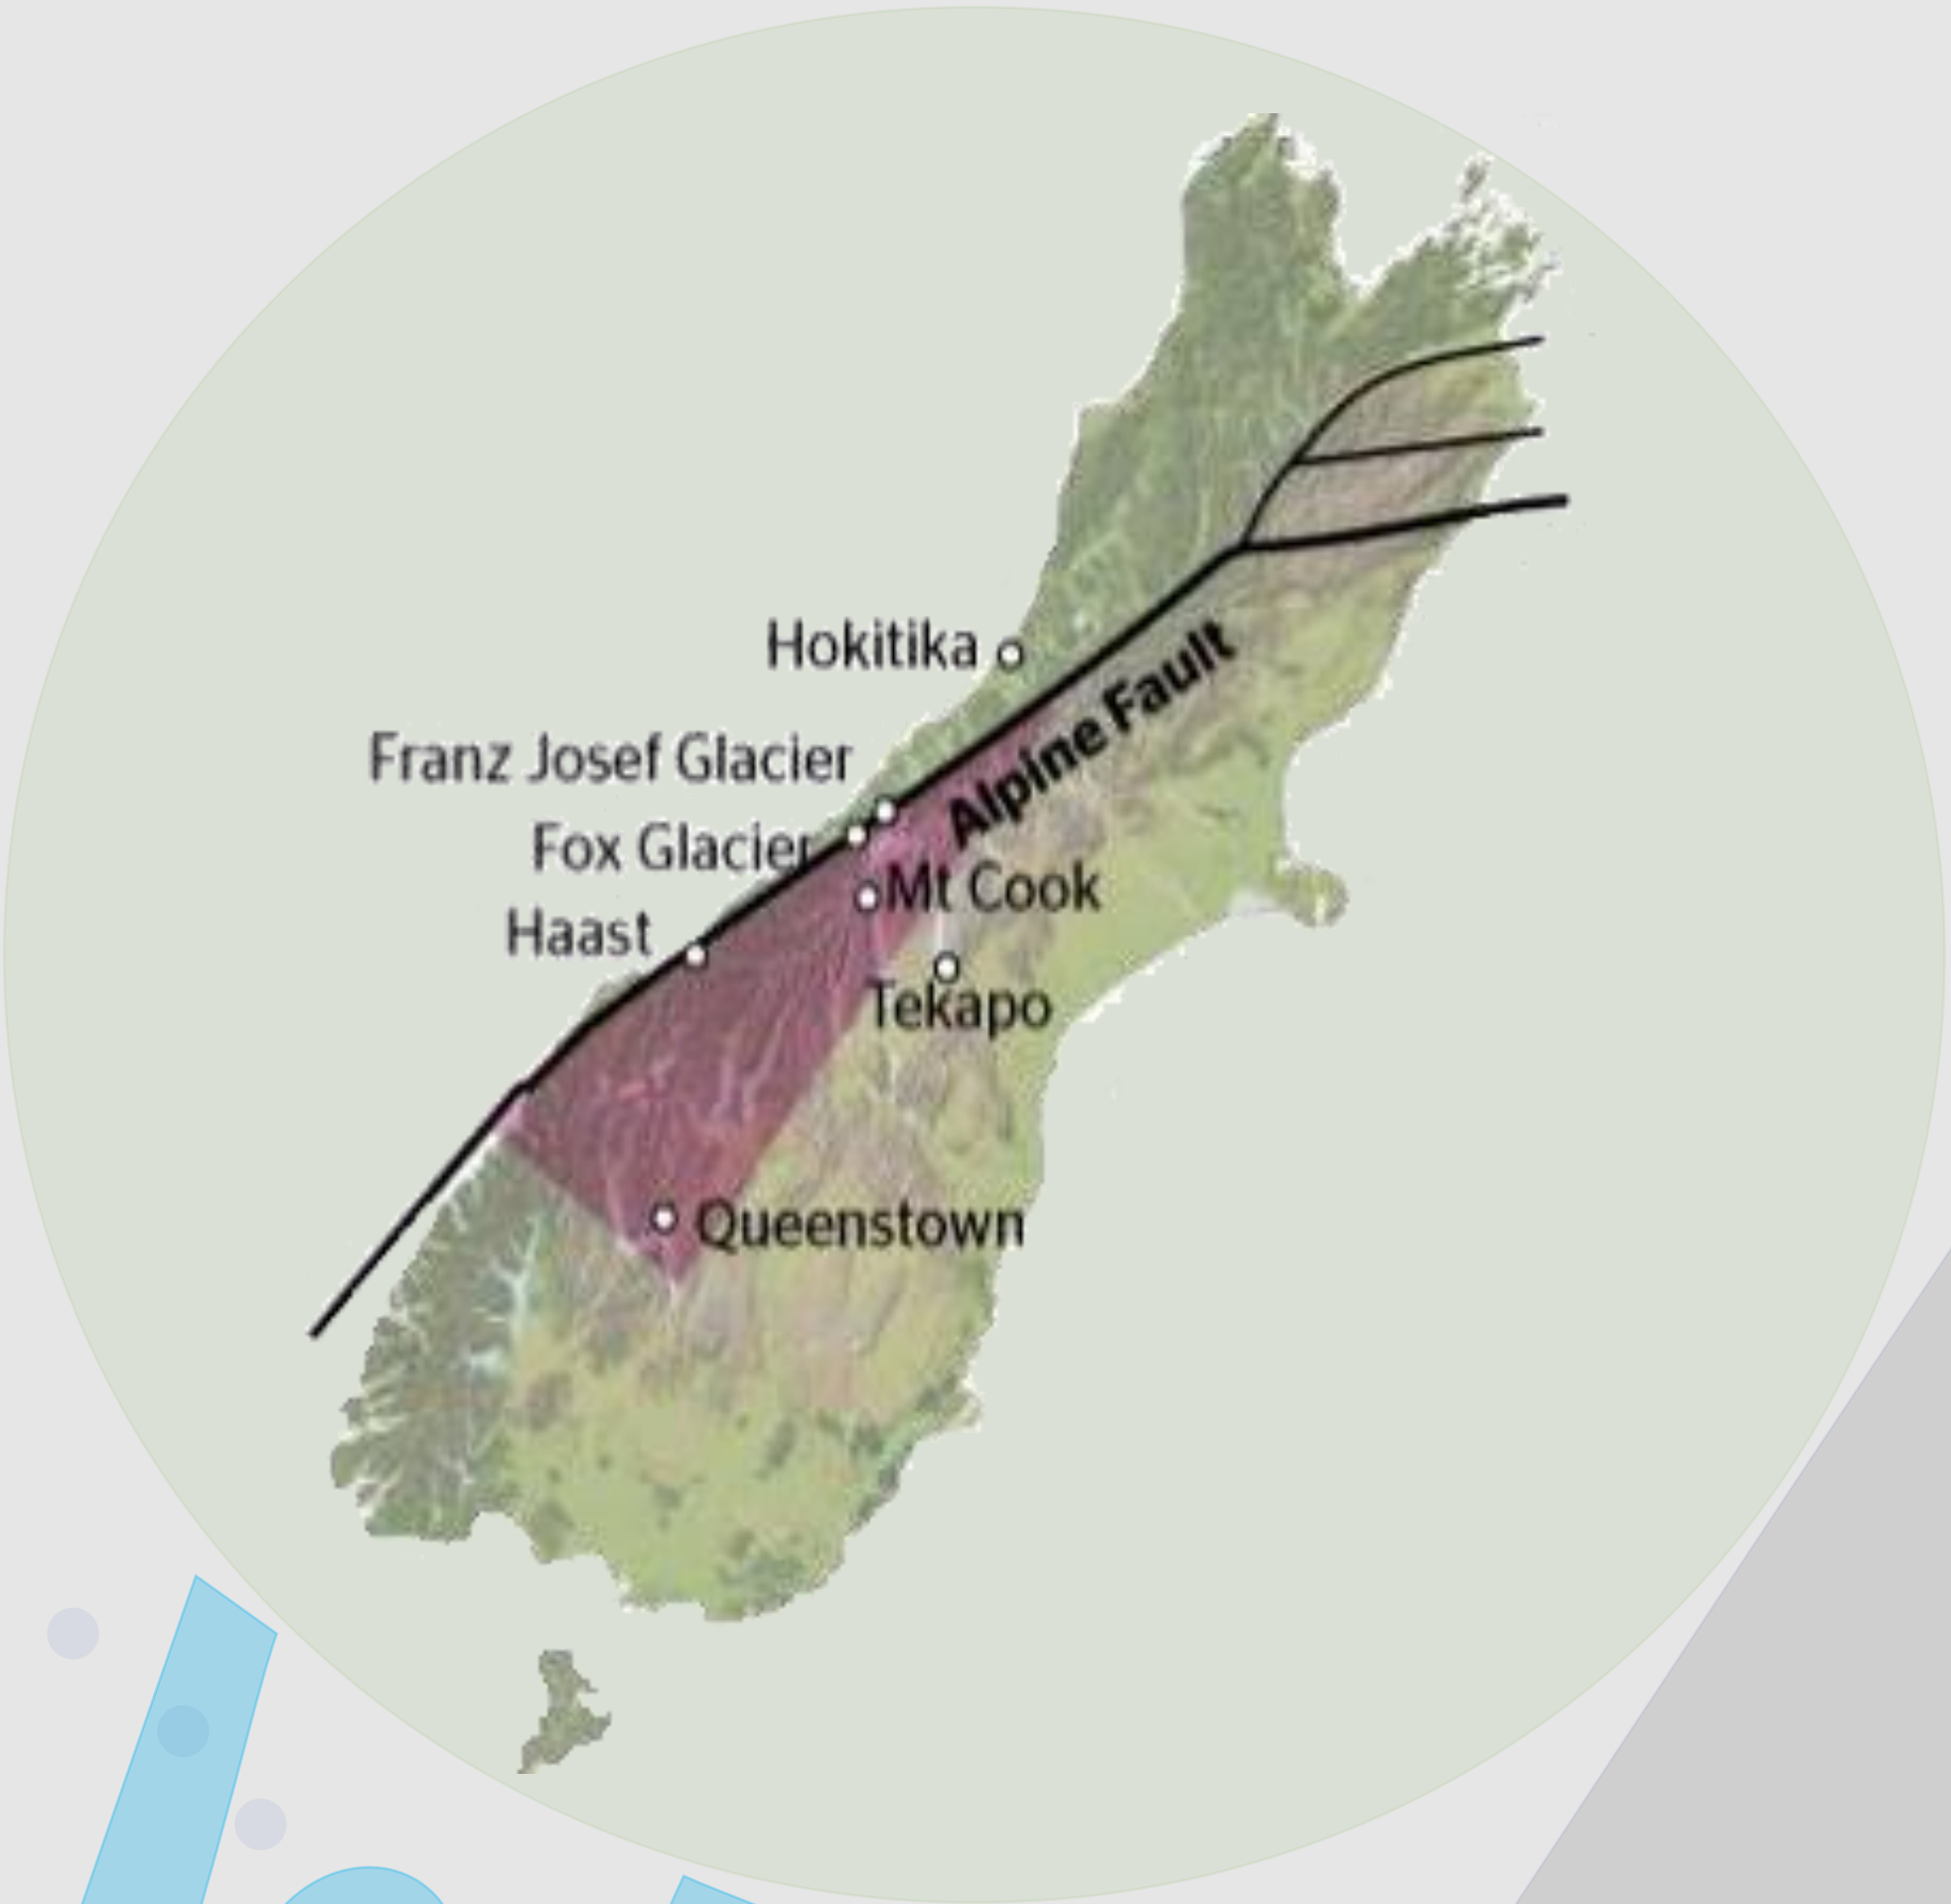 Hokitika
Alpine Fault
Franz Josef Glacier
Fox Glacier
Mt Cook
Haast
Tekapo
Queenstown